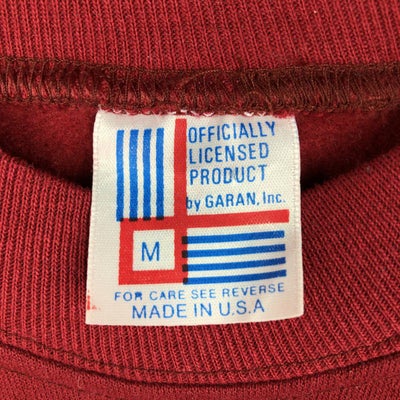 OFFICIALLY
LICENSED
PRODUCT
by GARAN, Inc.
M
FOR CARE SEE REVERSE
MADE IN U.S.A